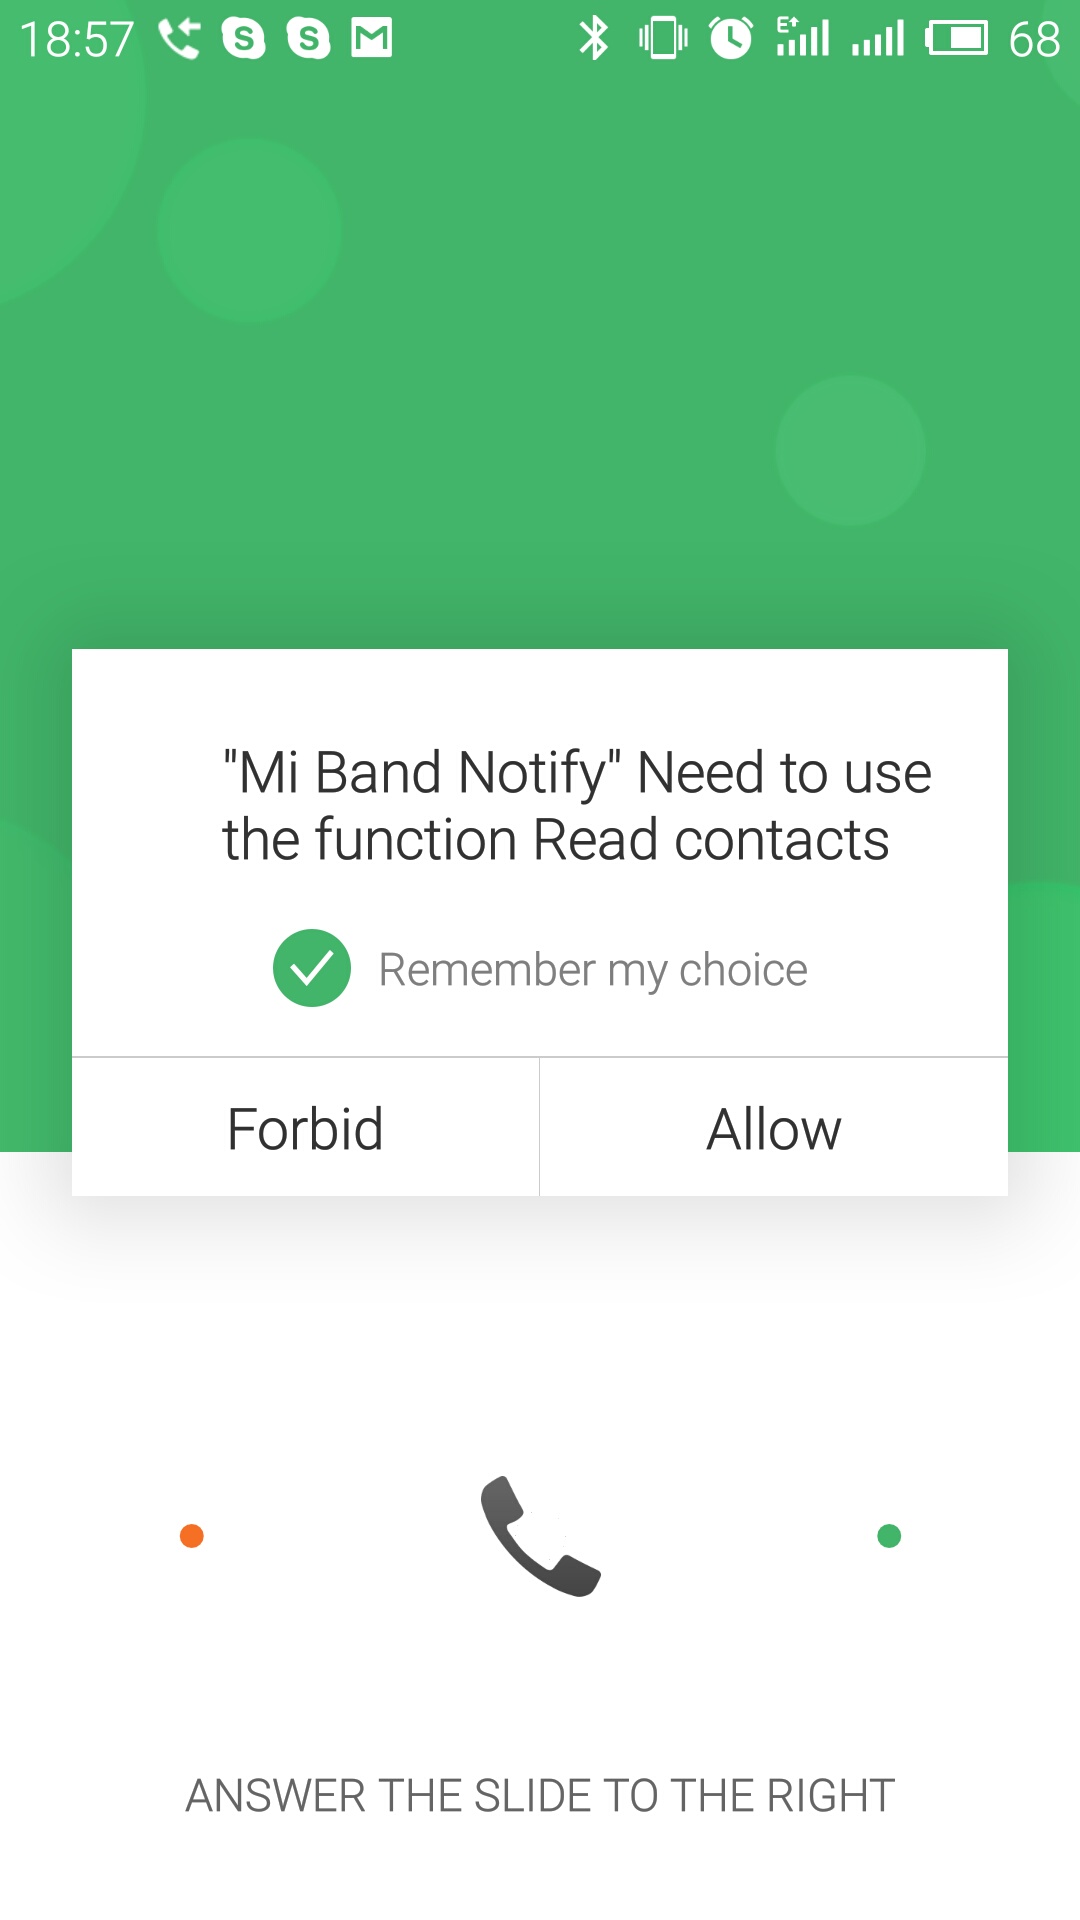 18:57
68
"Mi Band Notify" Need to use
the function Read contacts
Remember my choice
Forbid
Allow
ANSWER THE SLIDE TO THE RIGHT